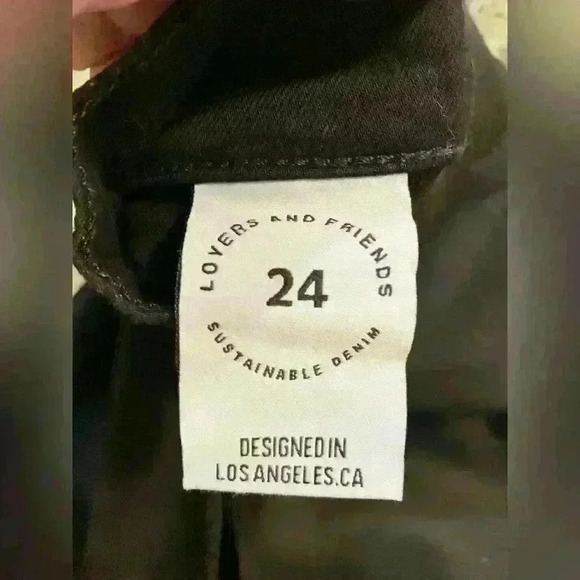 LOVERS AND FRIENDS
24
SUSTAINABLE DENIM
DESIGNED IN
LOS ANGELES.CA